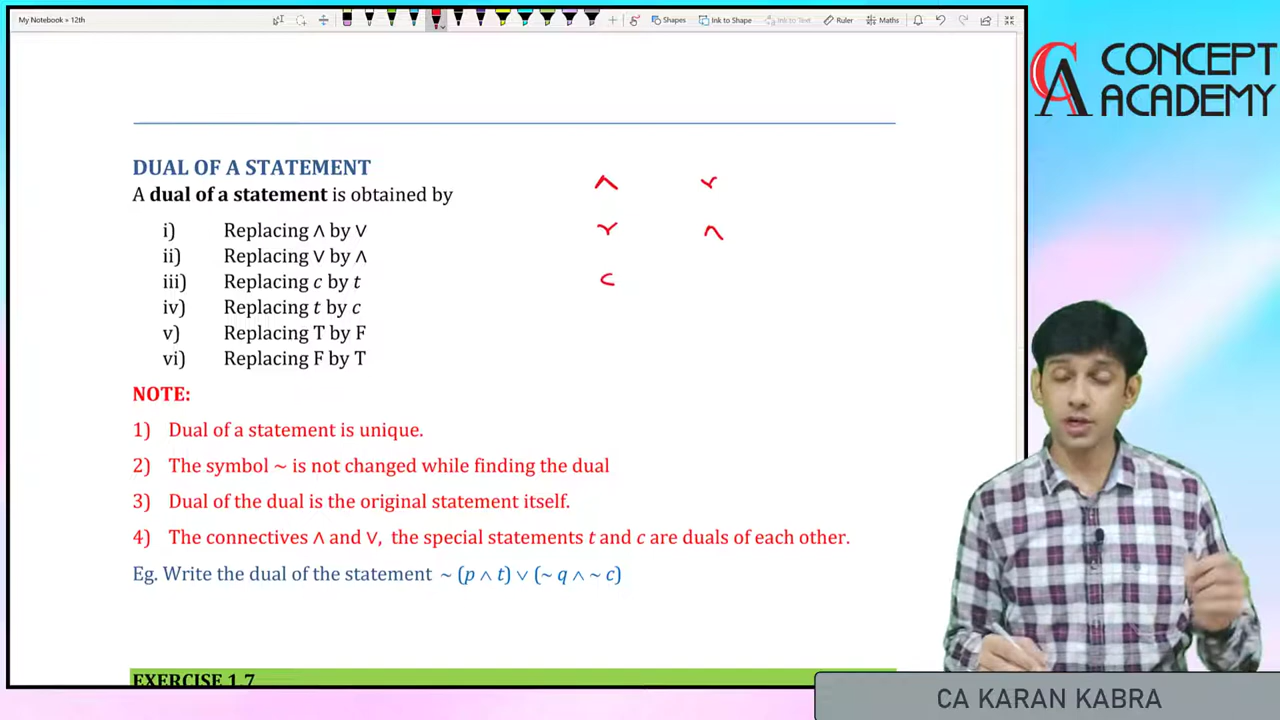 My Notebook » 12th
Shapes
Ink to Shape
Ink to Text
Ruler
Maths
CONCEPT
ACADEMY
CA
DUAL OF A STATEMENT
A dual of a statement is obtained by
i) Replacing ∧ by ∨
ii) Replacing ∨ by ∧
iii) Replacing c by t
iv) Replacing t by c
v) Replacing T by F
vi) Replacing F by T
∧ ∨
∨ ∧
c
NOTE:
1) Dual of a statement is unique.
2) The symbol ~ is not changed while finding the dual
3) Dual of the dual is the original statement itself.
4) The connectives ∧ and ∨, the special statements t and c are duals of each other.
Eg. Write the dual of the statement ~ (p ∧ t) ∨ (~ q ∧ ~ c)
EXERCISE 1.7
CA KARAN KABRA